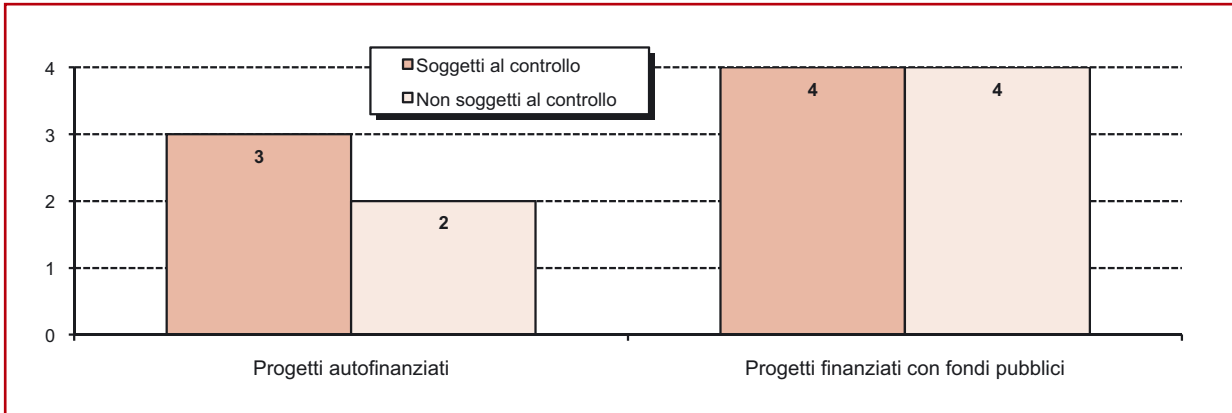 Soggetti al controllo
Non soggetti al controllo
4
3
2
1
0
3
2
4
4
Progetti autofinanziati
Progetti finanziati con fondi pubblici